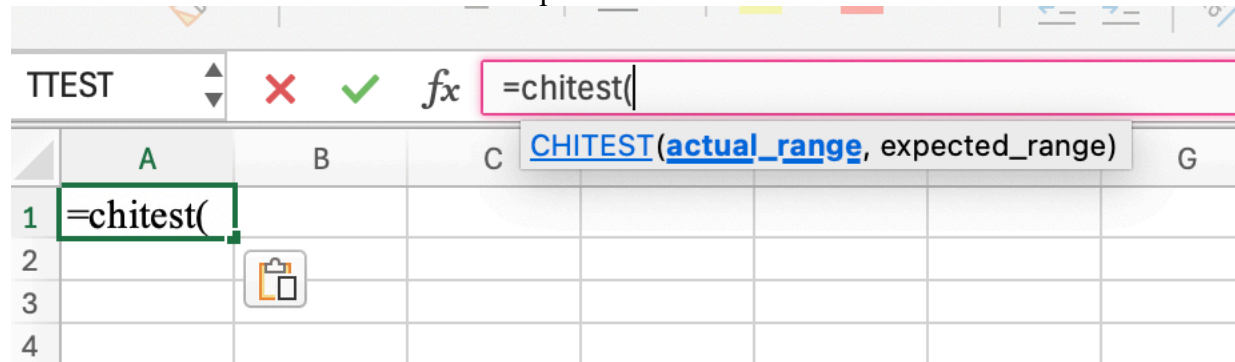 TTEST fx =chitest(
CHITEST(actual_range, expected_range)
A B C G
1 =chitest(
2
3
4